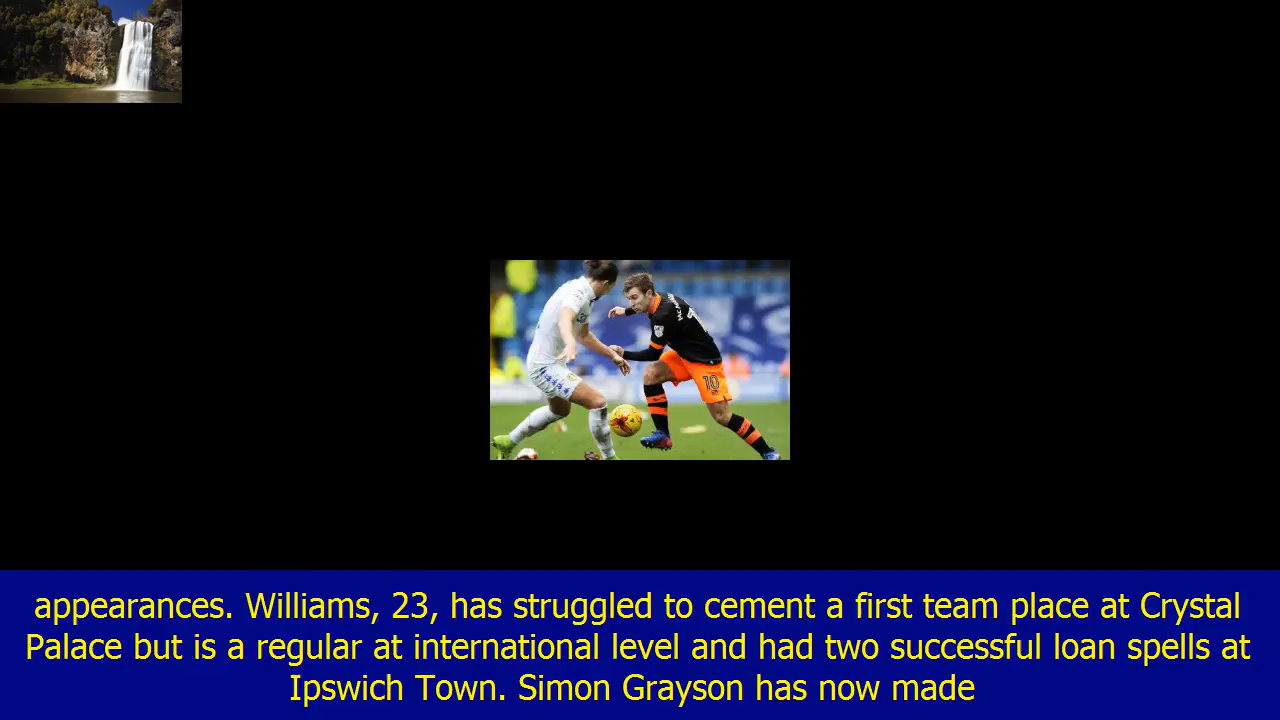 10
appearances. Williams, 23, has struggled to cement a first team place at Crystal
Palace but is a regular at international level and had two successful loan spells at
Ipswich Town. Simon Grayson has now made